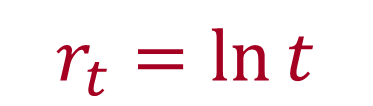 r_t = ln t